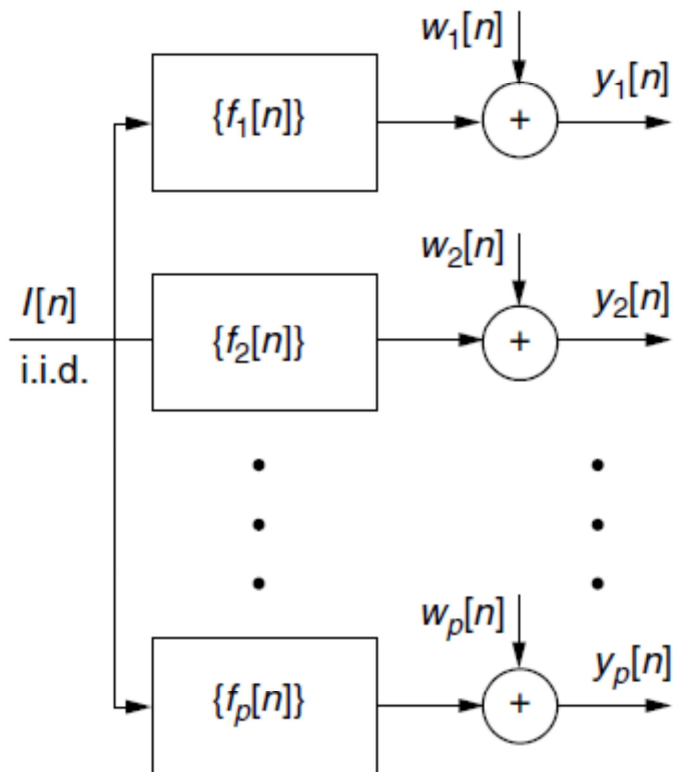 w₁[n]
y₁[n]
{f₁[n]}
+
w₂[n]
I[n]
y₂[n]
{f₂[n]}
+
i.i.d.
wₚ[n]
yₚ[n]
{fₚ[n]}
+